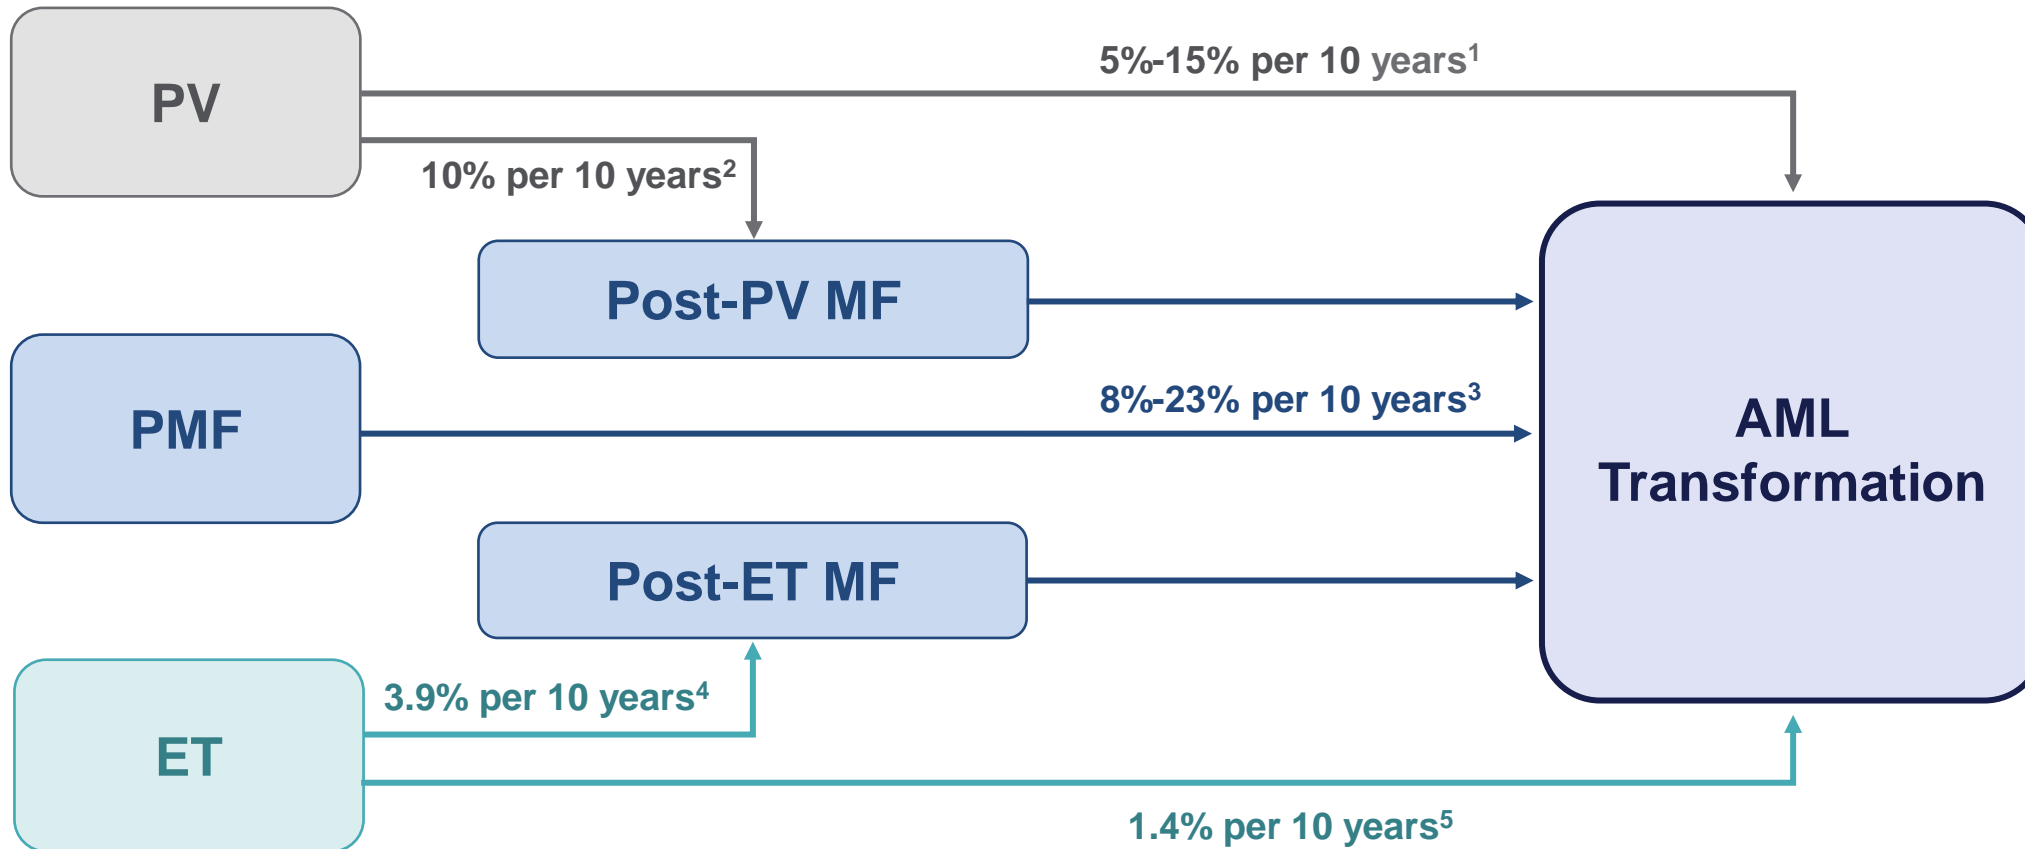 5%-15% per 10 years¹
PV
10% per 10 years²
Post-PV MF
8%-23% per 10 years³
PMF
AML
Transformation
Post-ET MF
3.9% per 10 years⁴
ET
1.4% per 10 years⁵